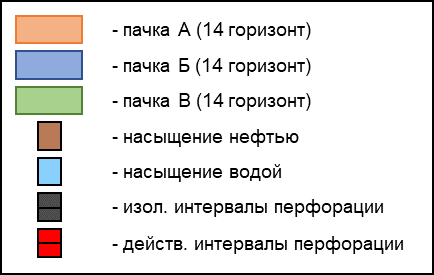 - пачка А (14 горизонт)
- пачка Б (14 горизонт)
- пачка В (14 горизонт)
- насыщение нефтью
- насыщение водой
- изол. интервалы перфорации
- действ. интервалы перфорации